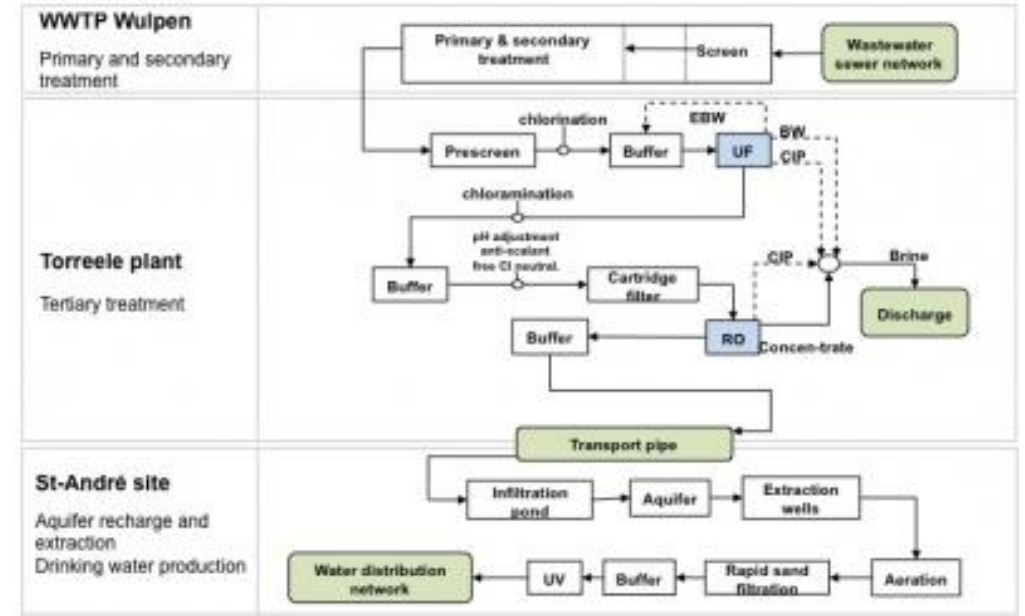 WWTP Wulpen
Primary and secondary
treatment
Primary & secondary
treatment
Screen
Wastewater
sewer network
Torreele plant
Tertiary treatment
chlorination
EBW
BW
CIP
Prescreen
Buffer
UF
chloramination
pH adjustment
anti-scalant
free Cl neutral.
Buffer
Cartridge
filter
CIP
Brine
Discharge
Buffer
RO
Concen-trate
Transport pipe
St-André site
Aquifer recharge and
extraction
Drinking water production
Infiltration
pond
Aquifer
Extraction
wells
Water distribution
network
UV
Buffer
Rapid sand
filtration
Aeration